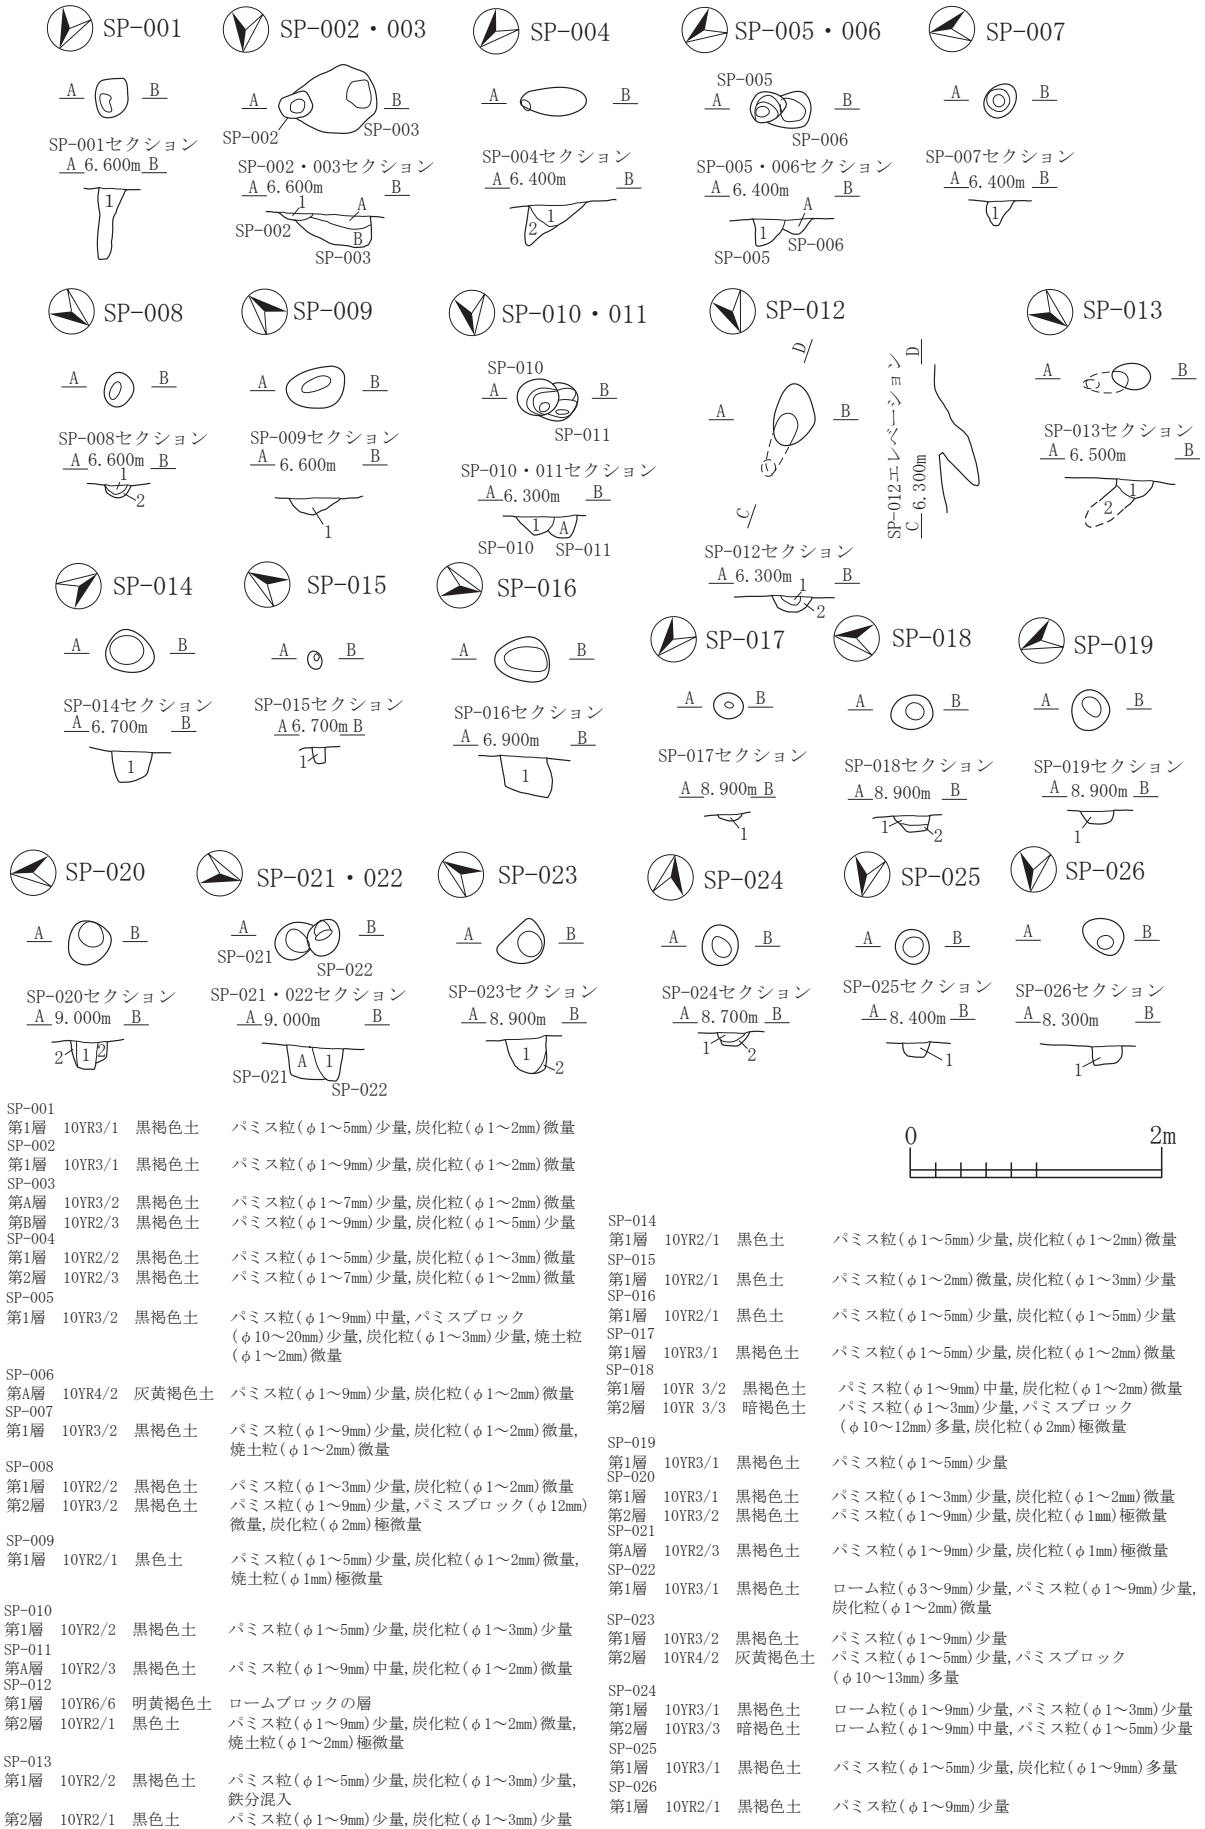 SP-001
SP-002・003
SP-004
SP-005・006
SP-007
A B
A B
SP-002
SP-003
A B
SP-005
A B
SP-006
A B
SP-001セクション
A 6.600m B
1
SP-002・003セクション
A 6.600m B
1 A
SP-002
B
SP-003
SP-004セクション
A 6.400m B
1
2
SP-005・006セクション
A 6.400m B
A
1
SP-006
SP-005
SP-007セクション
A 6.400m B
1
SP-008
SP-009
SP-010・011
SP-012
SP-013
A B
A B
SP-010
A B
SP-011
D
A B
C
SP-012エレベーション
C 6.300m D
A B
SP-008セクション
A 6.600m B
1
2
SP-009セクション
A 6.600m B
1
SP-010・011セクション
A 6.300m B
1 A
SP-010 SP-011
SP-012セクション
A 6.300m B
1
2
SP-013セクション
A 6.500m B
1
2
SP-014
SP-015
SP-016
SP-017
SP-018
SP-019
A B
A B
A B
A B
A B
A B
SP-014セクション
A 6.700m B
1
SP-015セクション
A 6.700m B
1
SP-016セクション
A 6.900m B
1
SP-017セクション
A 8.900m B
1
SP-018セクション
A 8.900m B
1 2
SP-019セクション
A 8.900m B
1
SP-020
SP-021・022
SP-023
SP-024
SP-025
SP-026
A B
A B
SP-021
SP-022
A B
A B
A B
A B
SP-020セクション
A 9.000m B
2 1 2
SP-021・022セクション
A 9.000m B
A 1
SP-021
SP-022
SP-023セクション
A 8.900m B
1
2
SP-024セクション
A 8.700m B
1 2
SP-025セクション
A 8.400m B
1
SP-026セクション
A 8.300m B
1
0 2m
SP-001
第1層 10YR3/1 黒褐色土 パミス粒(φ1～5mm)少量,炭化粒(φ1～2mm)微量
SP-002
第1層 10YR3/1 黒褐色土 パミス粒(φ1～9mm)少量,炭化粒(φ1～2mm)微量
SP-003
第A層 10YR3/2 黒褐色土 パミス粒(φ1～7mm)少量,炭化粒(φ1～2mm)微量
第B層 10YR2/3 黒褐色土 パミス粒(φ1～9mm)少量,炭化粒(φ1～5mm)少量
SP-004
第1層 10YR2/2 黒褐色土 パミス粒(φ1～5mm)少量,炭化粒(φ1～3mm)微量
第2層 10YR2/3 黒褐色土 パミス粒(φ1～7mm)少量,炭化粒(φ1～2mm)微量
SP-005
第1層 10YR3/2 黒褐色土 パミス粒(φ1～9mm)中量,パミスブロック
(φ10～20mm)少量,炭化粒(φ1～3mm)少量,焼土粒
(φ1～2mm)微量
SP-006
第A層 10YR4/2 灰黄褐色土 パミス粒(φ1～9mm)少量,炭化粒(φ1～2mm)微量
SP-007
第1層 10YR3/2 黒褐色土 パミス粒(φ1～9mm)少量,炭化粒(φ1～2mm)微量,
焼土粒(φ1～2mm)微量
SP-008
第1層 10YR2/2 黒褐色土 パミス粒(φ1～3mm)少量,炭化粒(φ1～2mm)微量
第2層 10YR3/2 黒褐色土 パミス粒(φ1～9mm)少量,パミスブロック(φ12mm)
微量,炭化粒(φ2mm)極微量
SP-009
第1層 10YR2/1 黒色土 パミス粒(φ1～5mm)少量,炭化粒(φ1～2mm)微量,
焼土粒(φ1mm)極微量
SP-010
第1層 10YR2/2 黒褐色土 パミス粒(φ1～5mm)少量,炭化粒(φ1～3mm)少量
SP-011
第A層 10YR2/3 黒褐色土 パミス粒(φ1～9mm)中量,炭化粒(φ1～2mm)微量
SP-012
第1層 10YR6/6 明黄褐色土 ロームブロックの層
第2層 10YR2/1 黒色土 パミス粒(φ1～9mm)少量,炭化粒(φ1～2mm)微量,
焼土粒(φ1～2mm)極微量
SP-013
第1層 10YR2/2 黒褐色土 パミス粒(φ1～5mm)少量,炭化粒(φ1～3mm)少量,
鉄分混入
第2層 10YR2/1 黒色土 パミス粒(φ1～9mm)少量,炭化粒(φ1～3mm)少量
SP-014
第1層 10YR2/1 黒色土 パミス粒(φ1～5mm)少量,炭化粒(φ1～2mm)微量
SP-015
第1層 10YR2/1 黒色土 パミス粒(φ1～2mm)微量,炭化粒(φ1～3mm)少量
SP-016
第1層 10YR2/1 黒色土 パミス粒(φ1～5mm)少量,炭化粒(φ1～5mm)少量
SP-017
第1層 10YR3/1 黒褐色土 パミス粒(φ1～5mm)少量,炭化粒(φ1～2mm)微量
SP-018
第1層 10YR 3/2 黒褐色土 パミス粒(φ1～9mm)中量,炭化粒(φ1～2mm)微量
第2層 10YR 3/3 暗褐色土 パミス粒(φ1～3mm)少量,パミスブロック
(φ10～12mm)多量,炭化粒(φ2mm)極微量
SP-019
第1層 10YR3/1 黒褐色土 パミス粒(φ1～5mm)少量
SP-020
第1層 10YR3/1 黒褐色土 パミス粒(φ1～3mm)少量,炭化粒(φ1～2mm)微量
第2層 10YR3/2 黒褐色土 パミス粒(φ1～9mm)少量,炭化粒(φ1mm)極微量
SP-021
第A層 10YR2/3 黒褐色土 パミス粒(φ1～9mm)少量,炭化粒(φ1mm)極微量
SP-022
第1層 10YR3/1 黒褐色土 ローム粒(φ3～9mm)少量,パミス粒(φ1～9mm)少量,
炭化粒(φ1～2mm)微量
SP-023
第1層 10YR3/2 黒褐色土 パミス粒(φ1～9mm)少量
第2層 10YR4/2 灰黄褐色土 パミス粒(φ1～5mm)少量,パミスブロック
(φ10～13mm)多量
SP-024
第1層 10YR3/1 黒褐色土 ローム粒(φ1～9mm)少量,パミス粒(φ1～3mm)少量
第2層 10YR3/3 暗褐色土 ローム粒(φ1～9mm)中量,パミス粒(φ1～5mm)少量
SP-025
第1層 10YR3/1 黒褐色土 パミス粒(φ1～5mm)少量,炭化粒(φ1～9mm)多量
SP-026
第1層 10YR2/1 黒褐色土 パミス粒(φ1～9mm)少量